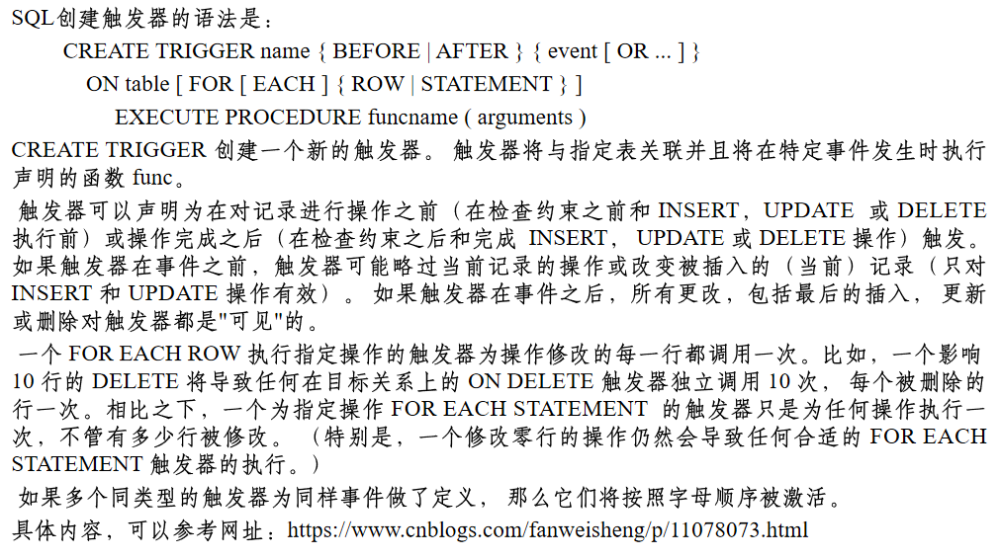 SQL创建触发器的语法是：
CREATE TRIGGER name { BEFORE | AFTER } { event [ OR ... ] }
ON table [ FOR [ EACH ] { ROW | STATEMENT } ]
EXECUTE PROCEDURE funcname ( arguments )
CREATE TRIGGER 创建一个新的触发器。 触发器将与指定表关联并且将在特定事件发生时执行
声明的函数 func。
触发器可以声明为在对记录进行操作之前（在检查约束之前和 INSERT，UPDATE 或 DELETE
执行前）或操作完成之后（在检查约束之后和完成 INSERT， UPDATE 或 DELETE 操作）触发。
如果触发器在事件之前，触发器可能略过当前记录的操作或改变被插入的（当前）记录（只对
INSERT 和 UPDATE 操作有效）。 如果触发器在事件之后，所有更改，包括最后的插入， 更新
或删除对触发器都是"可见"的。
一个 FOR EACH ROW 执行指定操作的触发器为操作修改的每一行都调用一次。比如，一个影响
10 行的 DELETE 将导致任何在目标关系上的 ON DELETE 触发器独立调用 10 次， 每个被删除的
行一次。相比之下，一个为指定操作 FOR EACH STATEMENT 的触发器只是为任何操作执行一
次，不管有多少行被修改。 （特别是，一个修改零行的操作仍然会导致任何合适的 FOR EACH
STATEMENT 触发器的执行。）
如果多个同类型的触发器为同样事件做了定义， 那么它们将按照字母顺序被激活。
具体内容，可以参考网址：https://www.cnblogs.com/fanweisheng/p/11078073.html